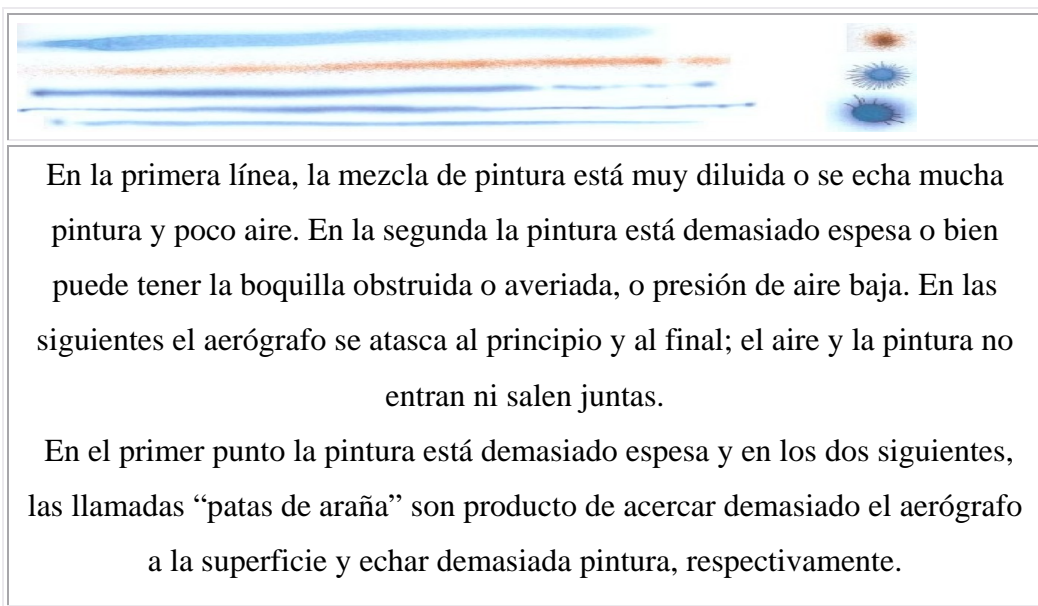 En la primera línea, la mezcla de pintura está muy diluida o se echa mucha
pintura y poco aire. En la segunda la pintura está demasiado espesa o bien
puede tener la boquilla obstruida o averiada, o presión de aire baja. En las
siguientes el aerógrafo se atasca al principio y al final; el aire y la pintura no
entran ni salen juntas.
En el primer punto la pintura está demasiado espesa y en los dos siguientes,
las llamadas “patas de araña” son producto de acercar demasiado el aerógrafo
a la superficie y echar demasiada pintura, respectivamente.